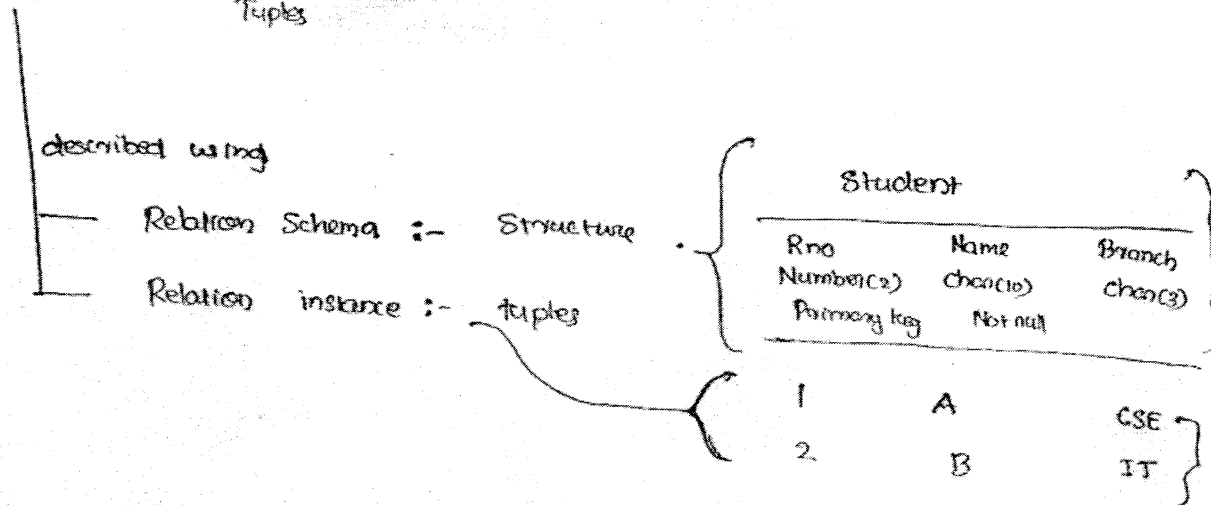 Tuples
described using
Relation Schema :- Structure
Relation instance :- tuples
Student
Rno Name Branch
Number(2) char(10) char(3)
Primary key Not null
1 A CSE
2 B IT